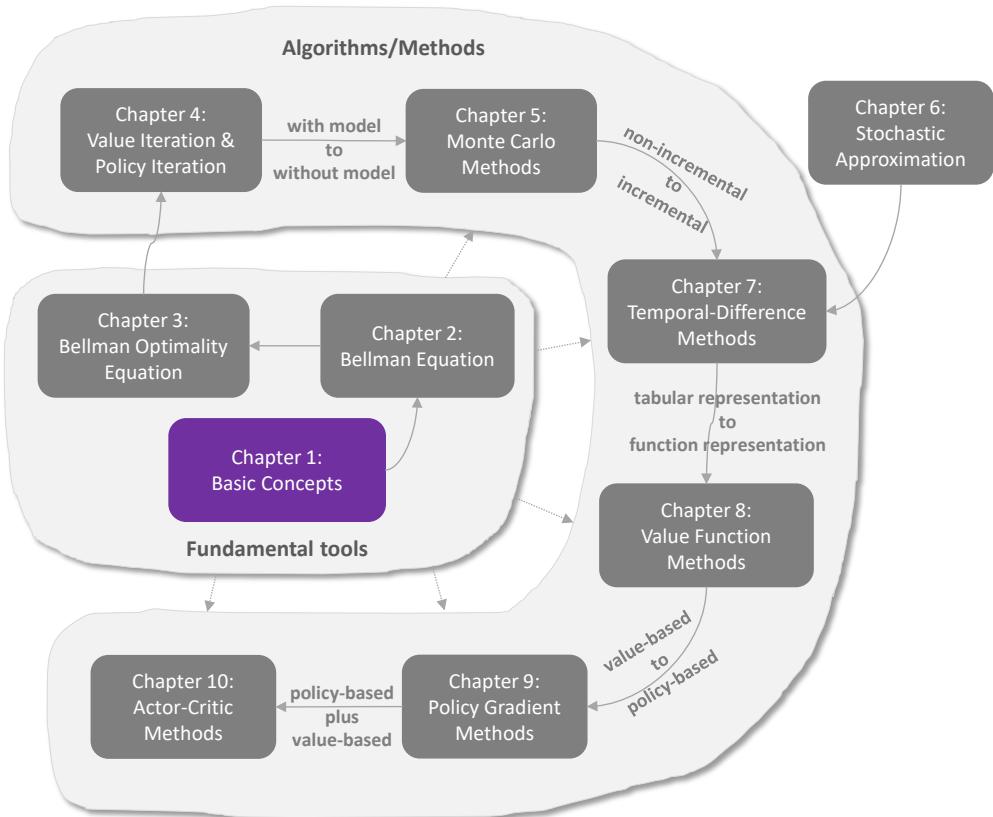 Algorithms/Methods
Chapter 4:
Value Iteration &
Policy Iteration
with model
to
without model
Chapter 5:
Monte Carlo
Methods
non-incremental
to
incremental
Chapter 6:
Stochastic
Approximation
Chapter 3:
Bellman Optimality
Equation
Chapter 2:
Bellman Equation
Chapter 1:
Basic Concepts
Fundamental tools
Chapter 7:
Temporal-Difference
Methods
tabular representation
to
function representation
Chapter 8:
Value Function
Methods
value-based
to
policy-based
Chapter 9:
Policy Gradient
Methods
policy-based
plus
value-based
Chapter 10:
Actor-Critic
Methods